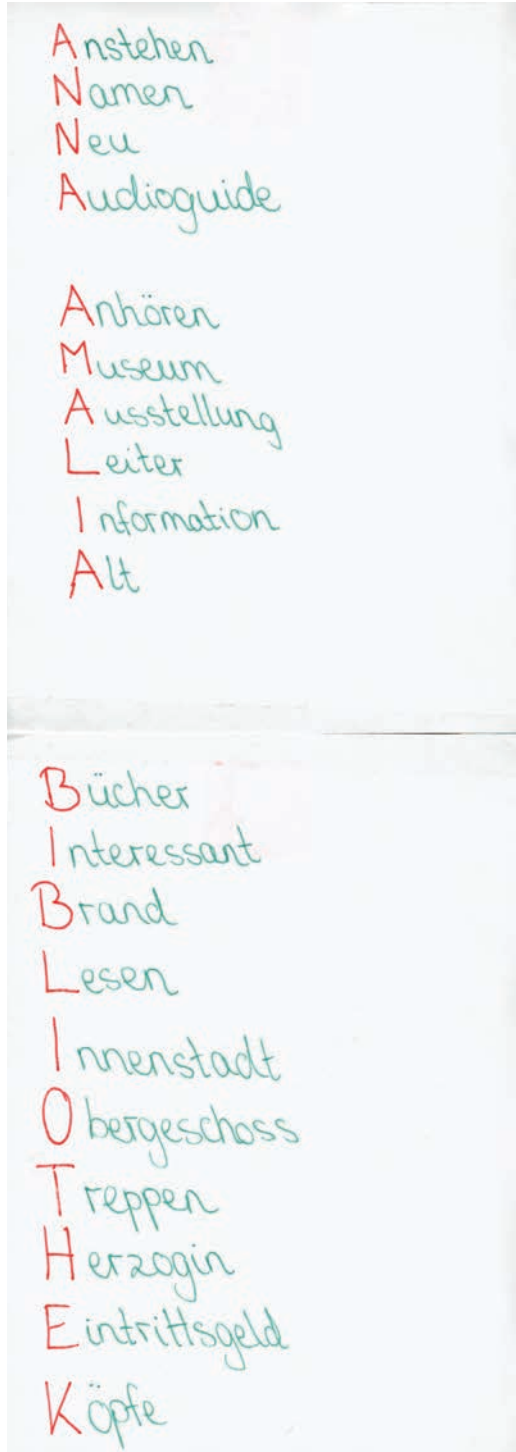 Anstehen
Namen
Neu
Audioguide
Anhören
Museum
Ausstellung
Leiter
Information
Alt
Bücher
Interessant
Brand
Lesen
Innenstadt
Obergeschoss
Treppen
Herzogin
Eintrittsgeld
Köpfe